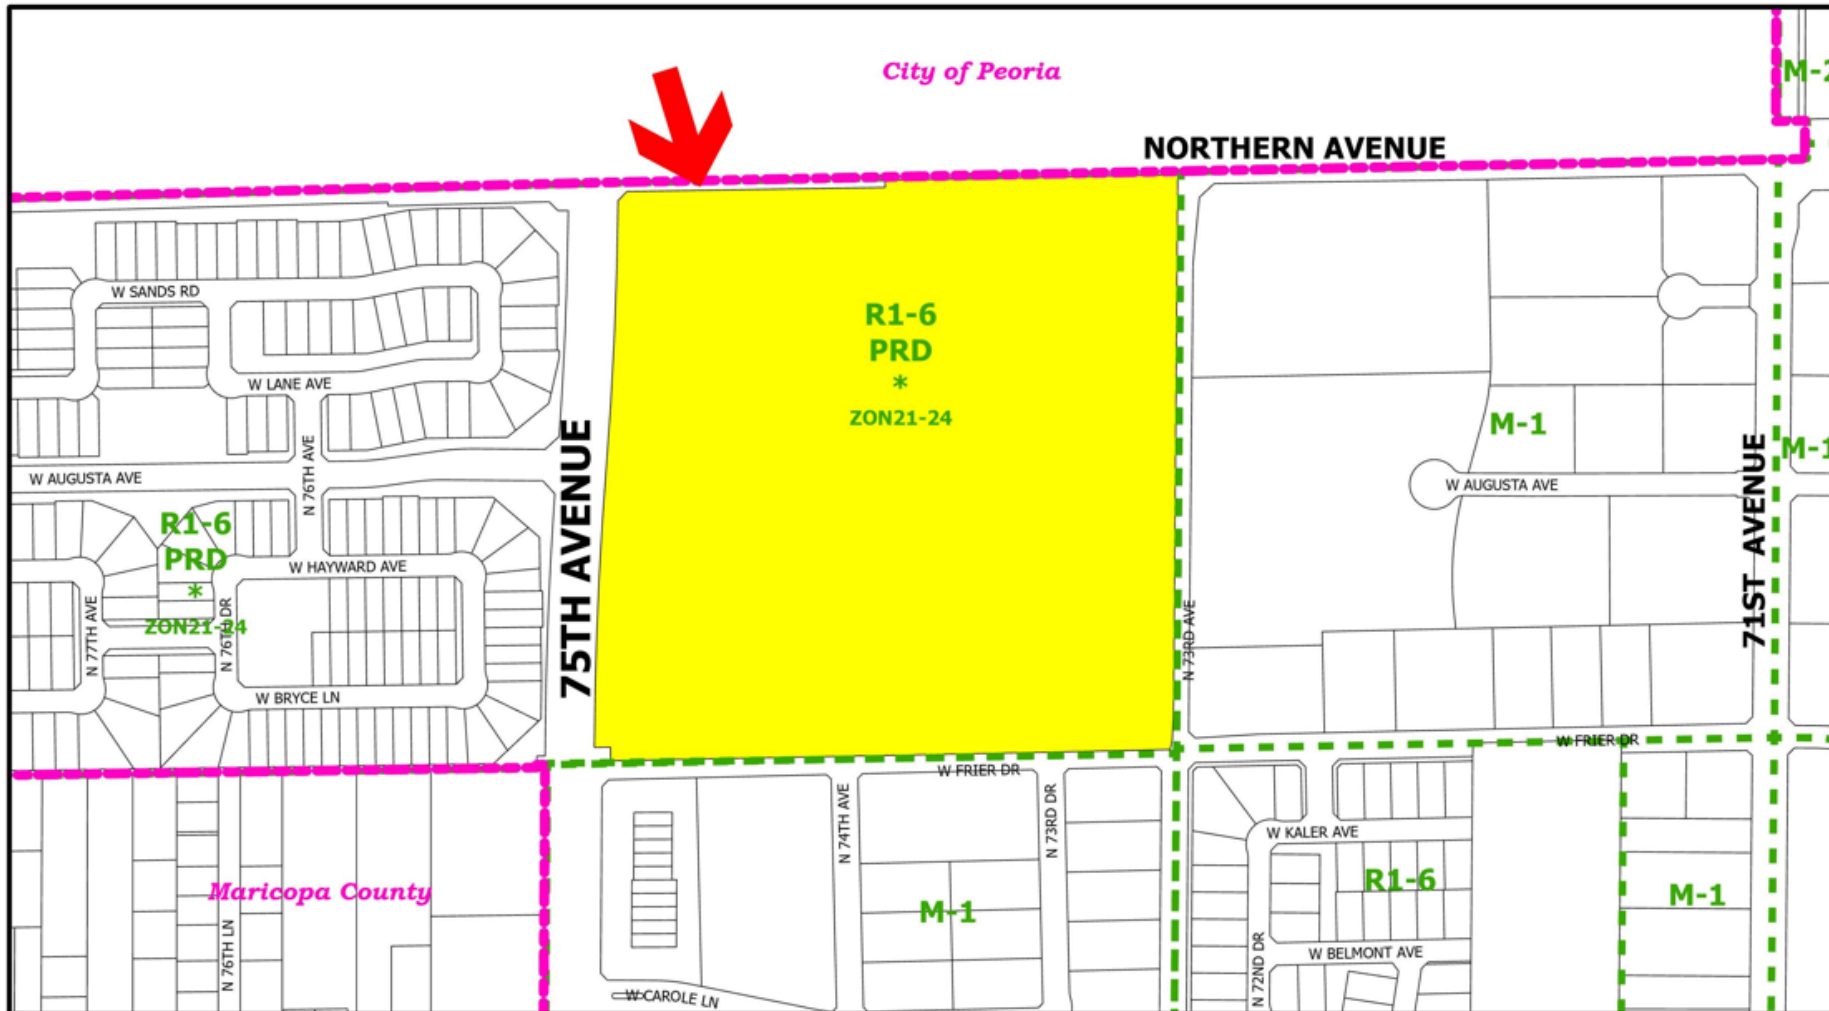 City of Peoria
M-2
NORTHERN AVENUE
W SANDS RD
R1-6
PRD
*
ZON21-24
W LANE AVE
M-1
M-1
N 76TH AVE
75TH AVENUE
71ST AVENUE
W AUGUSTA AVE
W AUGUSTA AVE
R1-6
PRD
*
ZON21-24
W HAYWARD AVE
N 77TH AVE
N 76TH DR
N 73RD AVE
W BRYCE LN
W FRIER DR
W FRIER DR
N 74TH AVE
N 73RD DR
W KALER AVE
Maricopa County
R1-6
M-1
M-1
N 76TH LN
W BELMONT AVE
N 72ND DR
W CAROLE LN